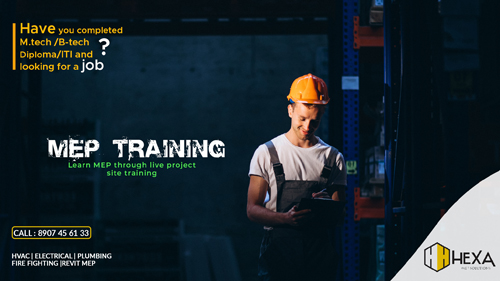 Have you completed
M.tech /B-tech
Diploma/ITI and ?
looking for a job
MEP TRAINING
Learn MEP through live project
site training
CALL : 8907 45 61 33
HVAC| ELECTRICAL | PLUMBING
FIRE FIGHTING |REVIT MEP
HEXA